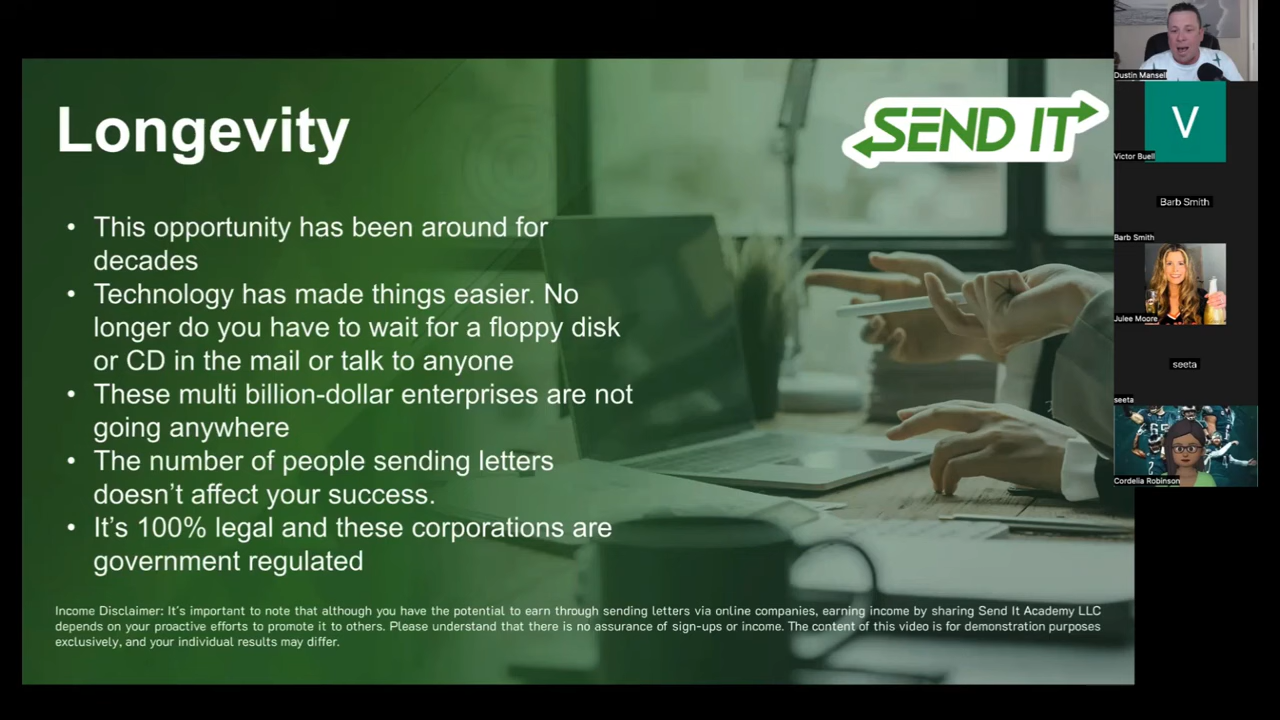 Longevity
SEND IT
• This opportunity has been around for
decades
• Technology has made things easier. No
longer do you have to wait for a floppy disk
or CD in the mail or talk to anyone
• These multi billion-dollar enterprises are not
going anywhere
• The number of people sending letters
doesn’t affect your success.
• It’s 100% legal and these corporations are
government regulated
Income Disclaimer: It's important to note that although you have the potential to earn through sending letters via online companies, earning income by sharing Send It Academy LLC
depends on your proactive efforts to promote it to others. Please understand that there is no assurance of sign-ups or income. The content of this video is for demonstration purposes
exclusively, and your individual results may differ.
Dustin Mansell
V
Victor Buell
Barb Smith
Barb Smith
Julee Moore
seeta
seeta
65
Cordelia Robinson